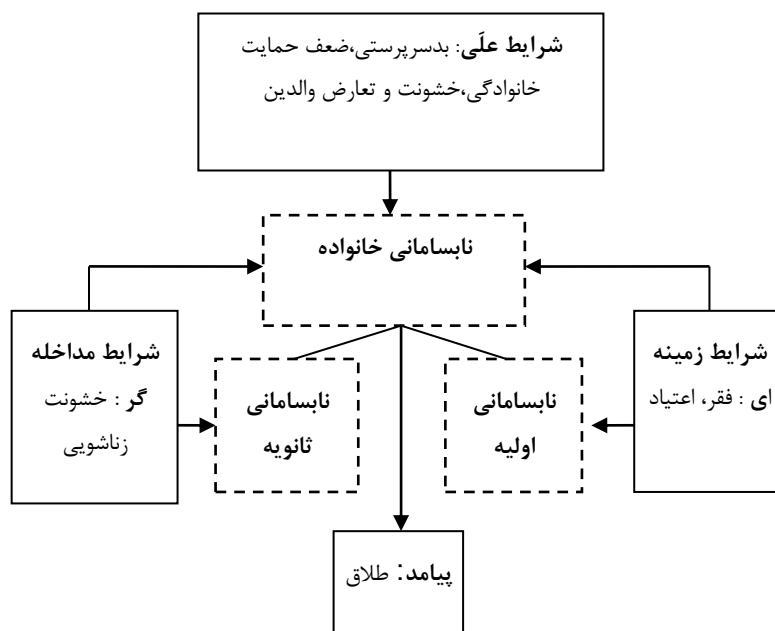 شرایط علّی: بدسرپرستی،ضعف حمایت
خانوادگی،خشونت و تعارض والدین
نابسامانی خانواده
شرایط زمینه
ای : فقر، اعتیاد
نابسامانی
اولیه
نابسامانی
ثانویه
شرایط مداخله
گر : خشونت
زناشویی
پیامد: طلاق